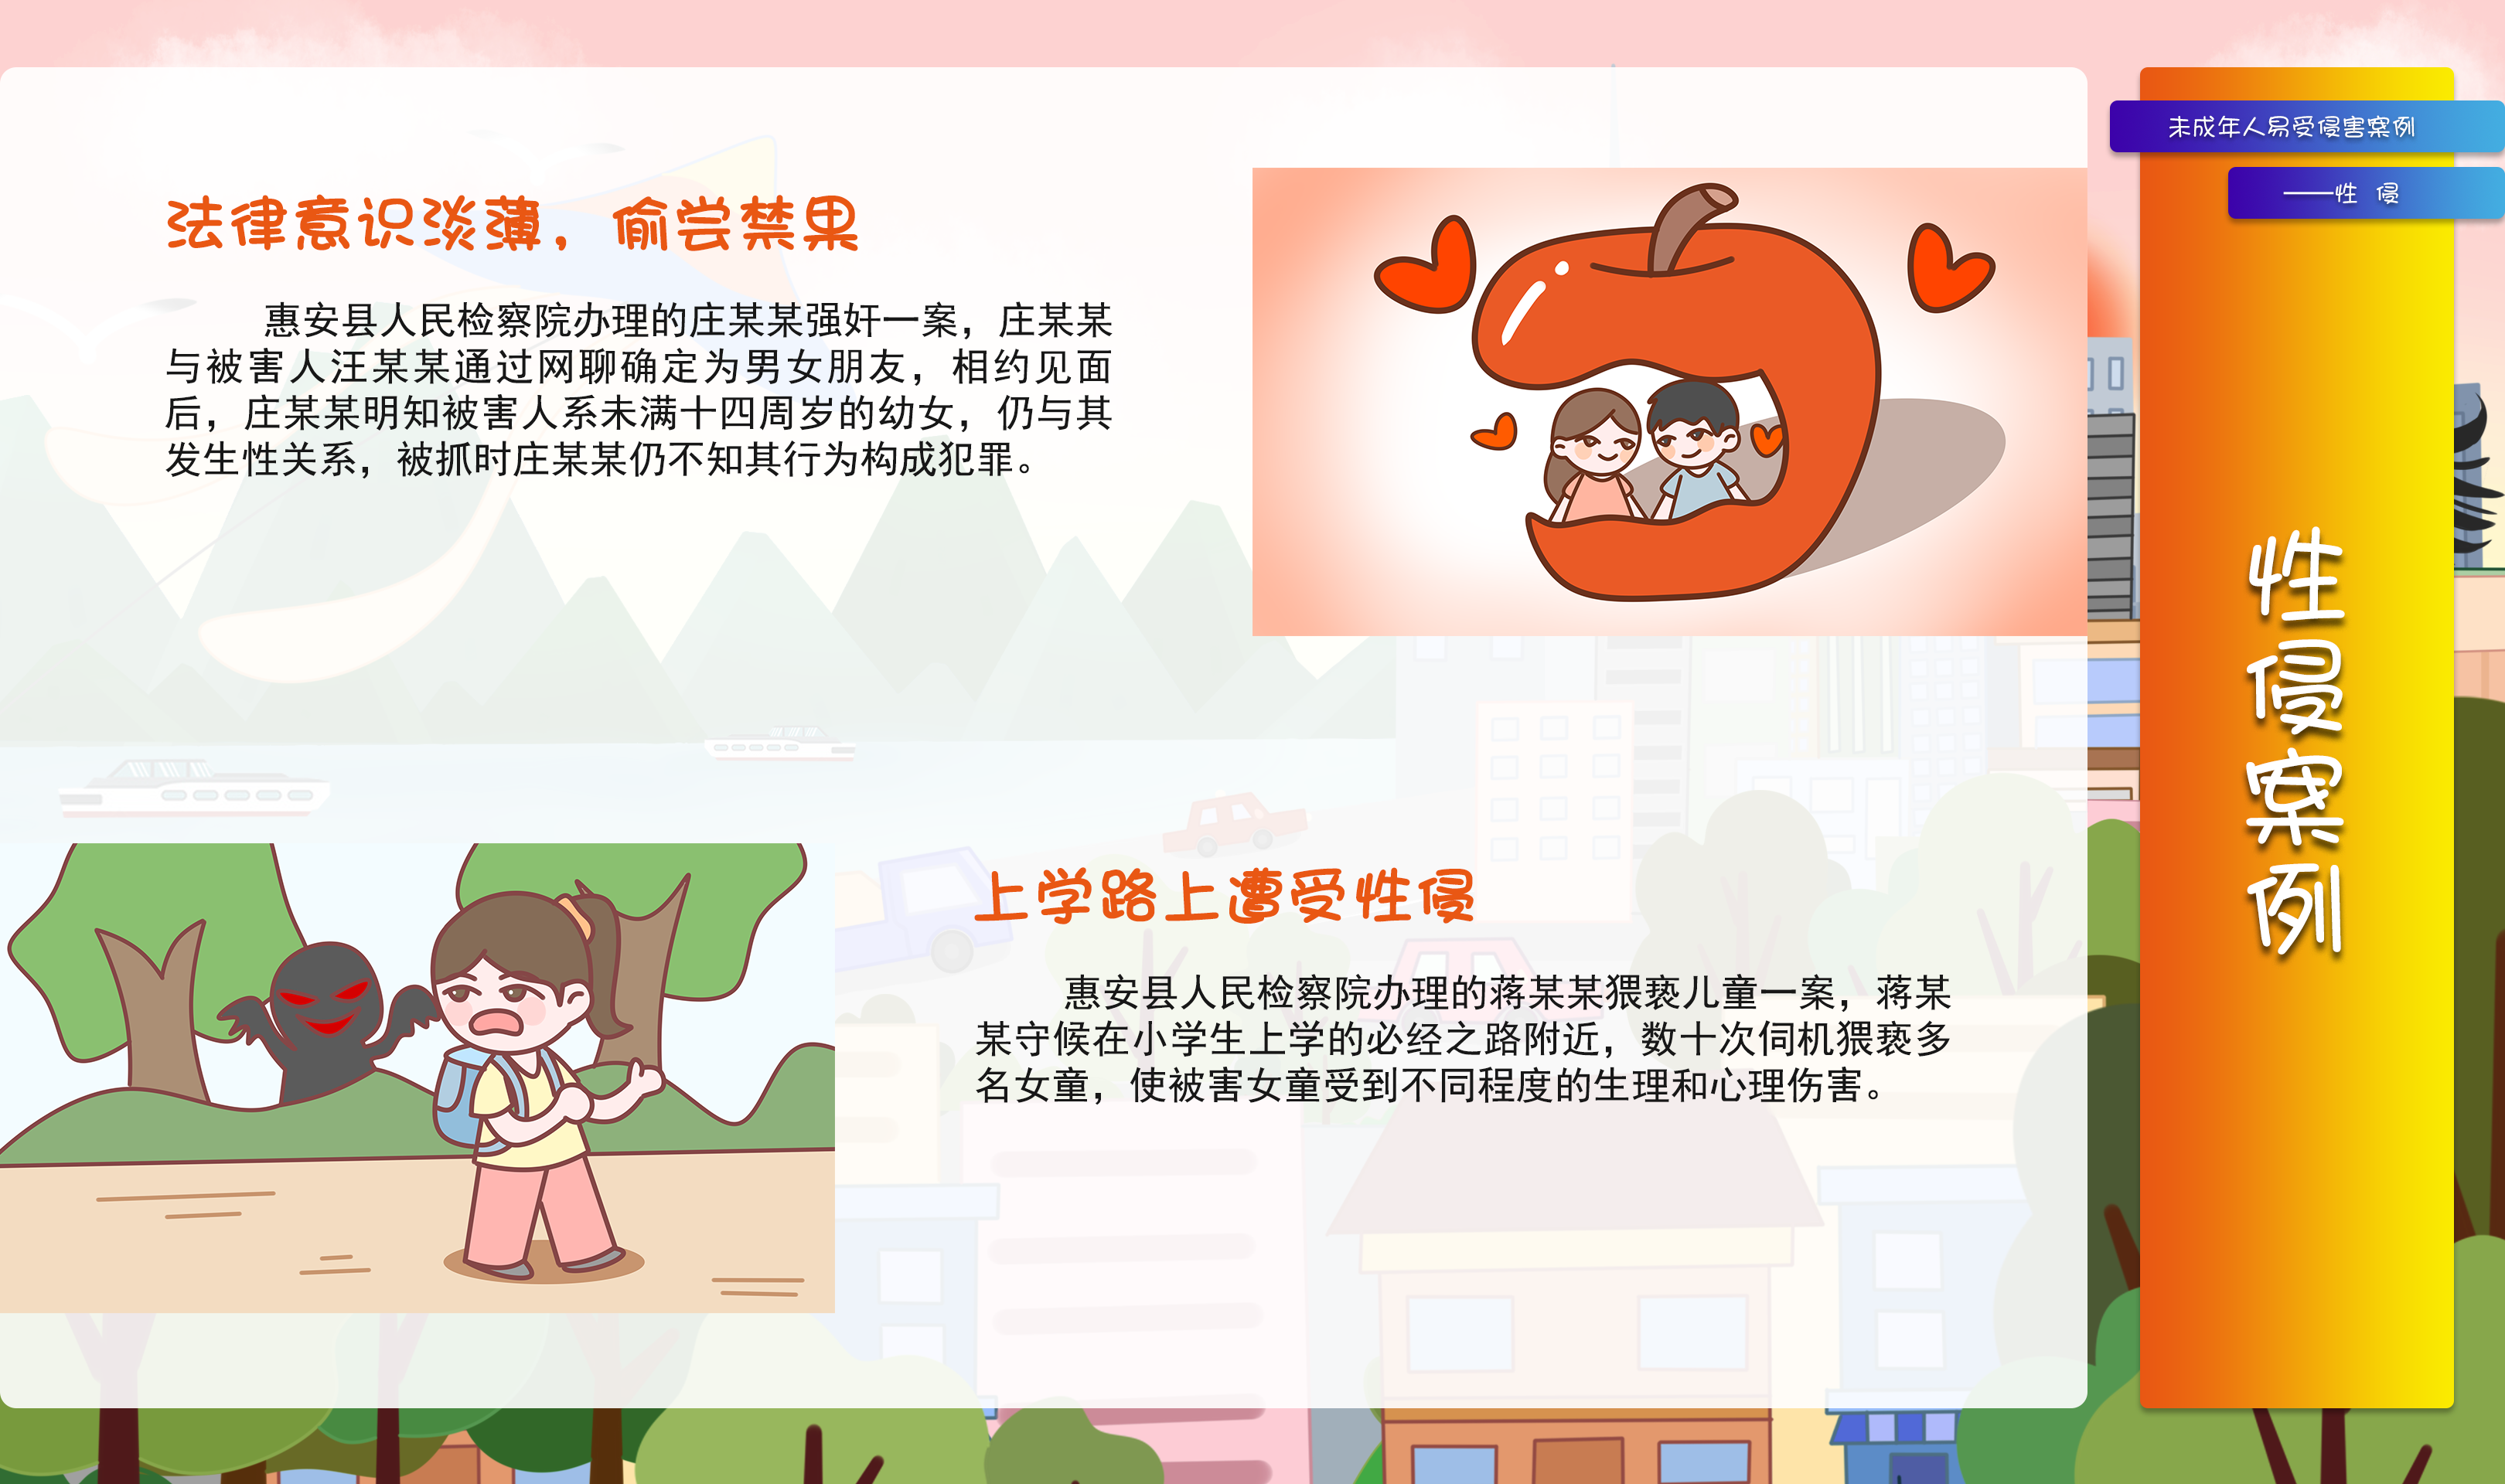 未成年人易受侵害案例
——性 侵
性侵案例
法律意识淡薄，偷尝禁果
惠安县人民检察院办理的庄某某强奸一案，庄某某
与被害人汪某某通过网聊确定为男女朋友，相约见面
后，庄某某明知被害人系未满十四周岁的幼女，仍与其
发生性关系，被抓时庄某某仍不知其行为构成犯罪。
上学路上遭受性侵
惠安县人民检察院办理的蒋某某猥亵儿童一案，蒋某
某守候在小学生上学的必经之路附近，数十次伺机猥亵多
名女童，使被害女童受到不同程度的生理和心理伤害。